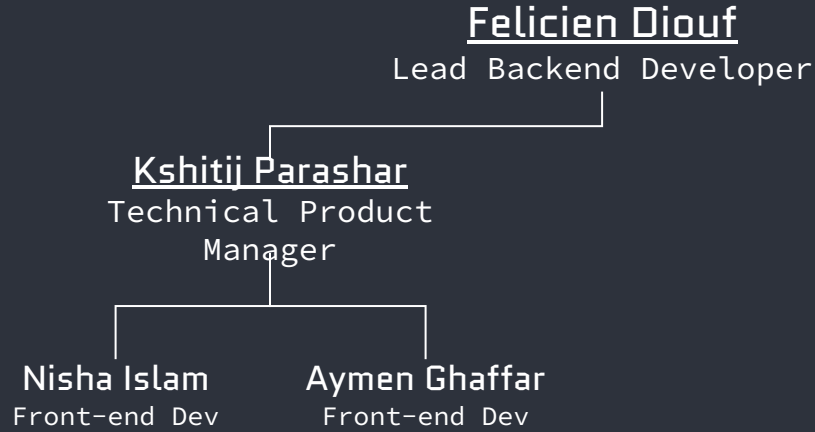 Felicien Diouf
Lead Backend Developer
Kshitij Parashar
Technical Product
Manager
Nisha Islam
Front-end Dev
Aymen Ghaffar
Front-end Dev